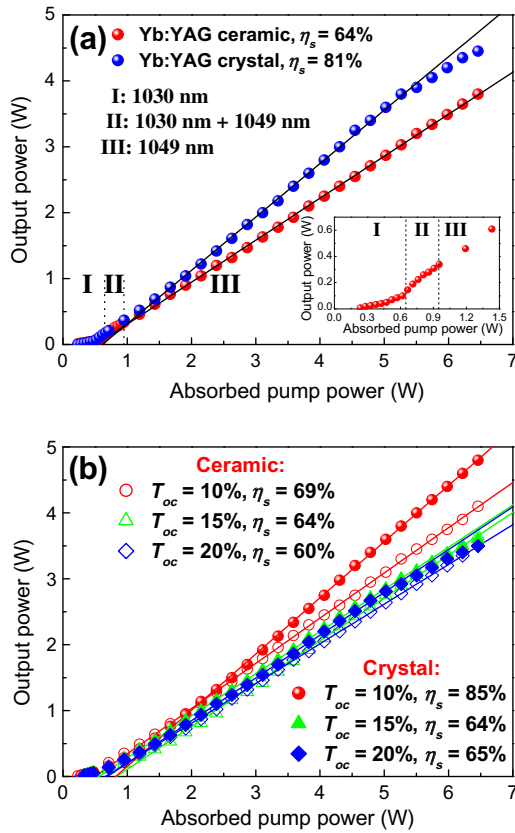 (a)
Yb:YAG ceramic, ηs = 64%
Yb:YAG crystal, ηs = 81%
I: 1030 nm
II: 1030 nm + 1049 nm
III: 1049 nm
Output power (W)
5
4
3
2
1
0
I
II
III
0 1 2 3 4 5 6 7
Absorbed pump power (W)
Output power (W)
0.6
0.4
0.2
0.0
I
II
III
0.0 0.3 0.6 0.9 1.2 1.5
Absorbed pump power (W)
(b)
Ceramic:
Toc = 10%, ηs = 69%
Toc = 15%, ηs = 64%
Toc = 20%, ηs = 60%
Crystal:
Toc = 10%, ηs = 85%
Toc = 15%, ηs = 64%
Toc = 20%, ηs = 65%
Output power (W)
5
4
3
2
1
0
0 1 2 3 4 5 6 7
Absorbed pump power (W)